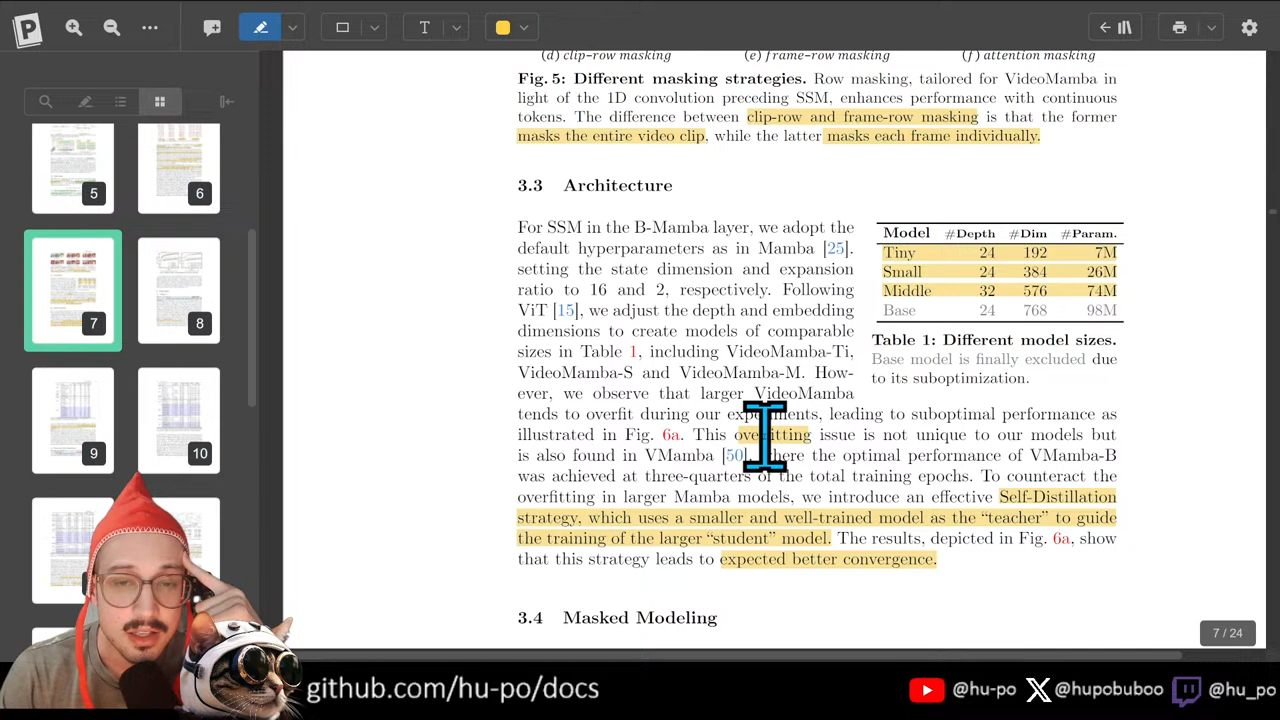 (d) clip-row masking (e) frame-row masking (f) attention masking
Fig. 5: Different masking strategies. Row masking, tailored for VideoMamba in
light of the 1D convolution preceding SSM, enhances performance with continuous
tokens. The difference between clip-row and frame-row masking is that the former
masks the entire video clip, while the latter masks each frame individually.
3.3 Architecture
For SSM in the B-Mamba layer, we adopt the
default hyperparameters as in Mamba [25].
setting the state dimension and expansion
ratio to 16 and 2, respectively. Following
ViT [15], we adjust the depth and embedding
dimensions to create models of comparable
sizes in Table 1, including VideoMamba-Ti,
VideoMamba-S and VideoMamba-M. How-
ever, we observe that larger VideoMamba
tends to overfit during our experiments, leading to suboptimal performance as
illustrated in Fig. 6a. This overfitting issue is not unique to our models but
is also found in VMamba [50], where the optimal performance of VMamba-B
was achieved at three-quarters of the total training epochs. To counteract the
overfitting in larger Mamba models, we introduce an effective Self-Distillation
strategy, which uses a smaller and well-trained model as the “teacher” to guide
the training of the larger “student” model. The results, depicted in Fig. 6a, show
that this strategy leads to expected better convergence.
Model #Depth #Dim #Param.
Tiny 24 192 7M
Small 24 384 26M
Middle 32 576 74M
Base 24 768 98M
Table 1: Different model sizes.
Base model is finally excluded due
to its suboptimization.
3.4 Masked Modeling
5
6
7
8
9
10
7 / 24
T
github.com/hu-po/docs
@hu-po
@hupobuboo
@hu_po